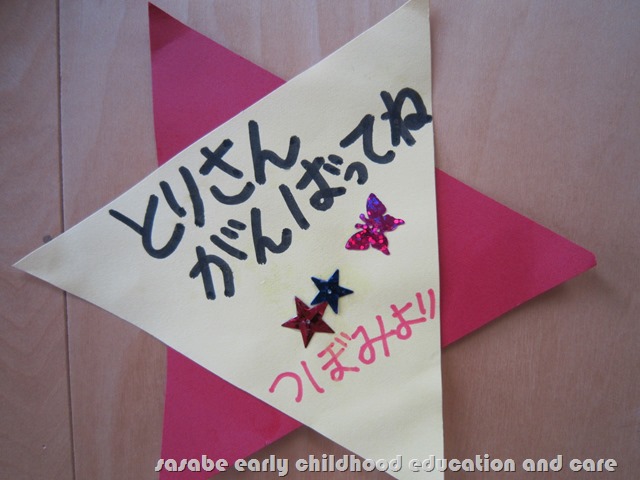 とりさん
がんばってね
つぼみより
sasabe early childhood education and care